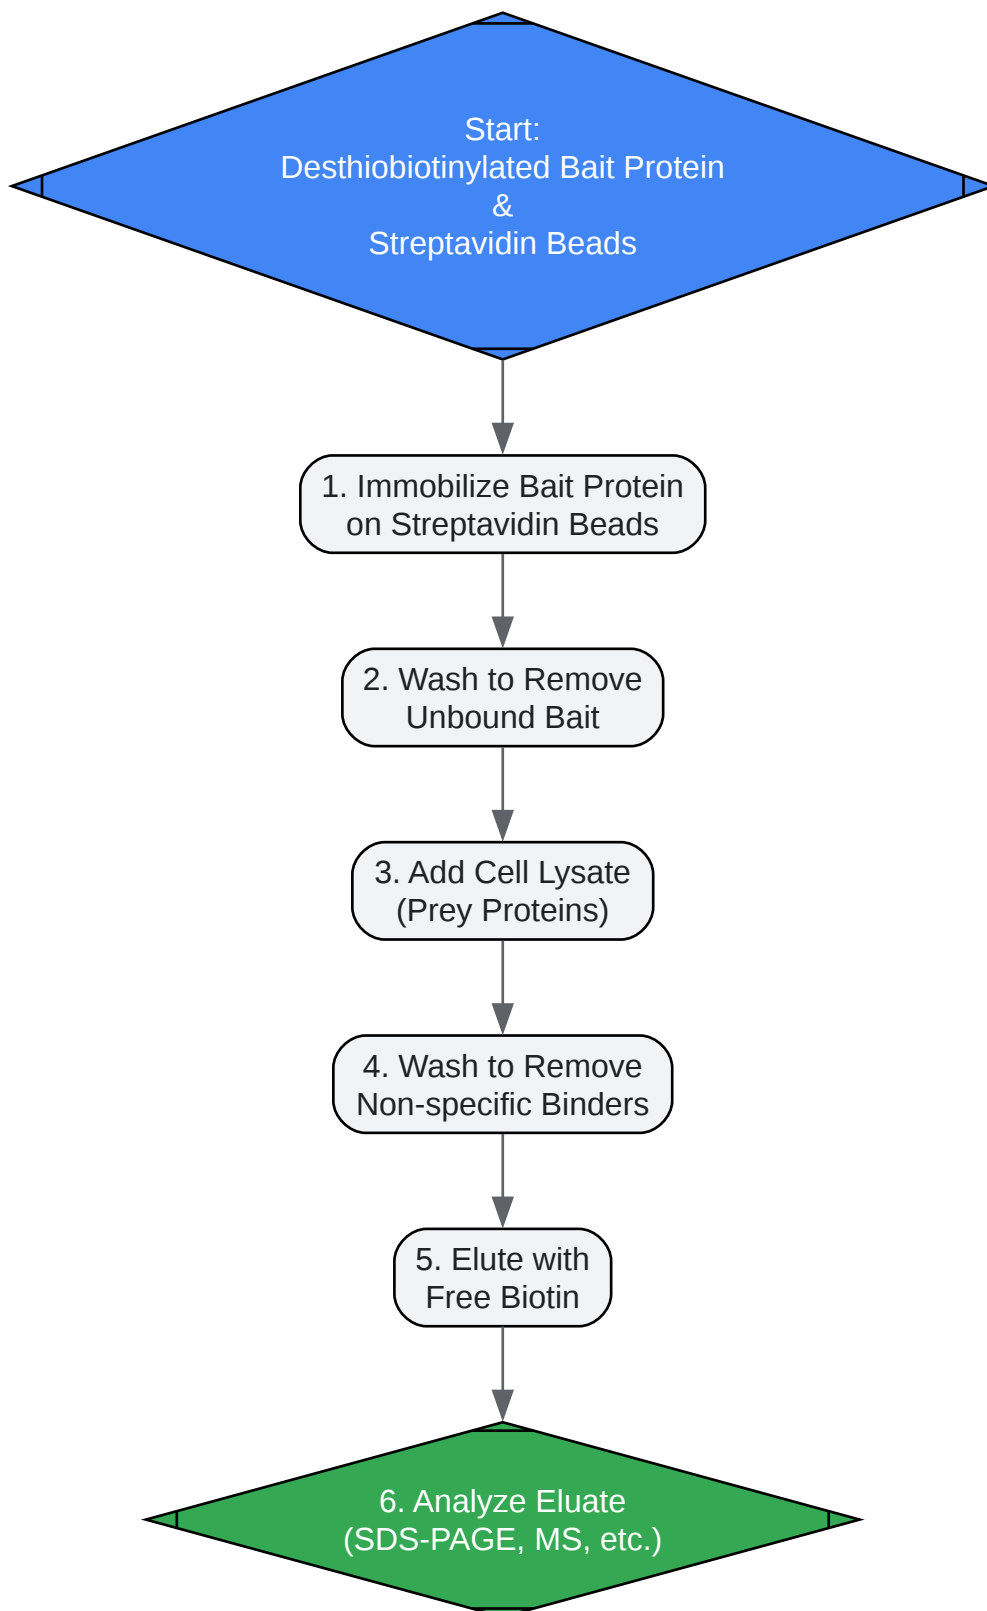 Start:
Desthiobiotinylated Bait Protein
&
Streptavidin Beads
1. Immobilize Bait Protein
on Streptavidin Beads
2. Wash to Remove
Unbound Bait
3. Add Cell Lysate
(Prey Proteins)
4. Wash to Remove
Non-specific Binders
5. Elute with
Free Biotin
6. Analyze Eluate
(SDS-PAGE, MS, etc.)